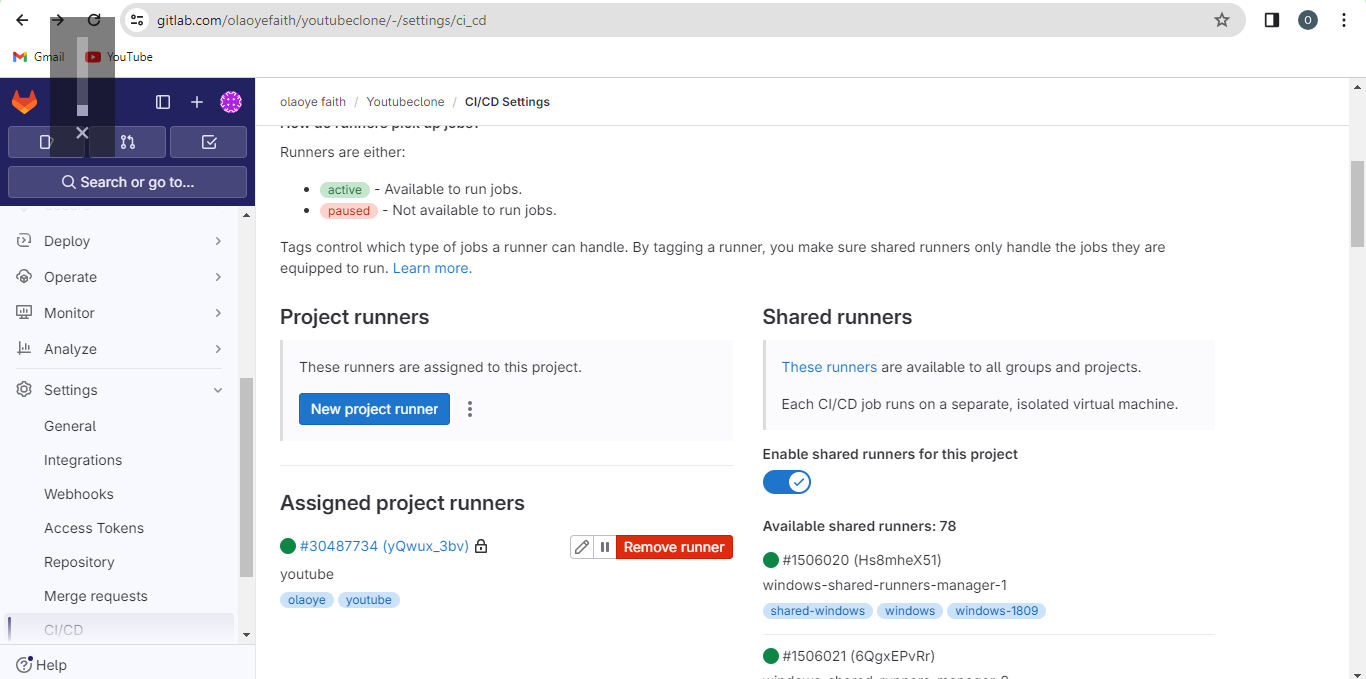 gitlab.com/olaoyefaith/youtubeclone/-/settings/ci_cd
O
Gmail
YouTube
Search or go to...
Deploy
Operate
Monitor
Analyze
Settings
General
Integrations
Webhooks
Access Tokens
Repository
Merge requests
CI/CD
Help
olaoye faith / Youtubeclone / CI/CD Settings
How do runners pick up jobs?
Runners are either:
active - Available to run jobs.
paused - Not available to run jobs.
Tags control which type of jobs a runner can handle. By tagging a runner, you make sure shared runners only handle the jobs they are
equipped to run. Learn more.
Project runners
These runners are assigned to this project.
New project runner
Assigned project runners
#30487734 (yQwux_3bv)
Remove runner
youtube
olaoye youtube
Shared runners
These runners are available to all groups and projects.
Each CI/CD job runs on a separate, isolated virtual machine.
Enable shared runners for this project
Available shared runners: 78
#1506020 (Hs8mheX51)
windows-shared-runners-manager-1
shared-windows windows windows-1809
#1506021 (6QgxEPvRr)